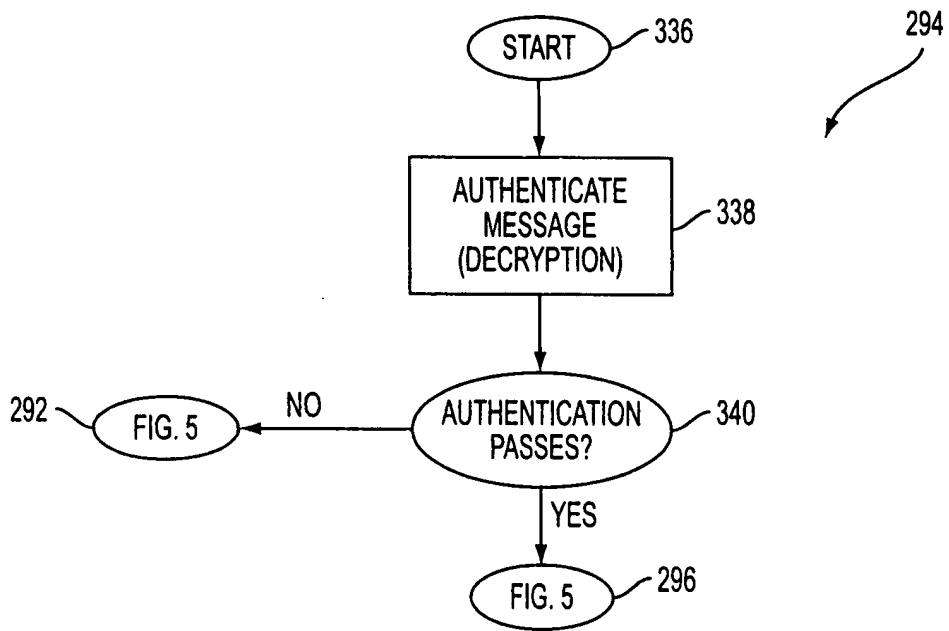 START
336
294
AUTHENTICATE
MESSAGE
(DECRYPTION)
338
292
FIG. 5
NO
AUTHENTICATION
PASSES?
340
YES
FIG. 5
296